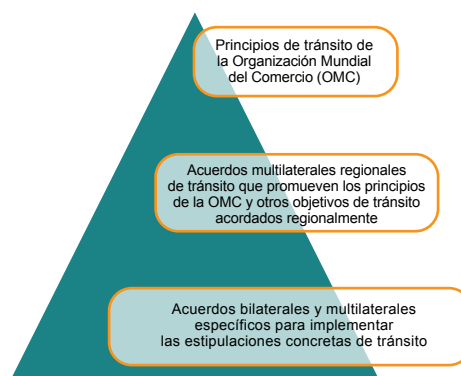 Principios de tránsito de
la Organización Mundial
del Comercio (OMC)
Acuerdos multilaterales regionales
de tránsito que promueven los principios
de la OMC y otros objetivos de tránsito
acordados regionalmente
Acuerdos bilaterales y multilaterales
específicos para implementar
las estipulaciones concretas de tránsito